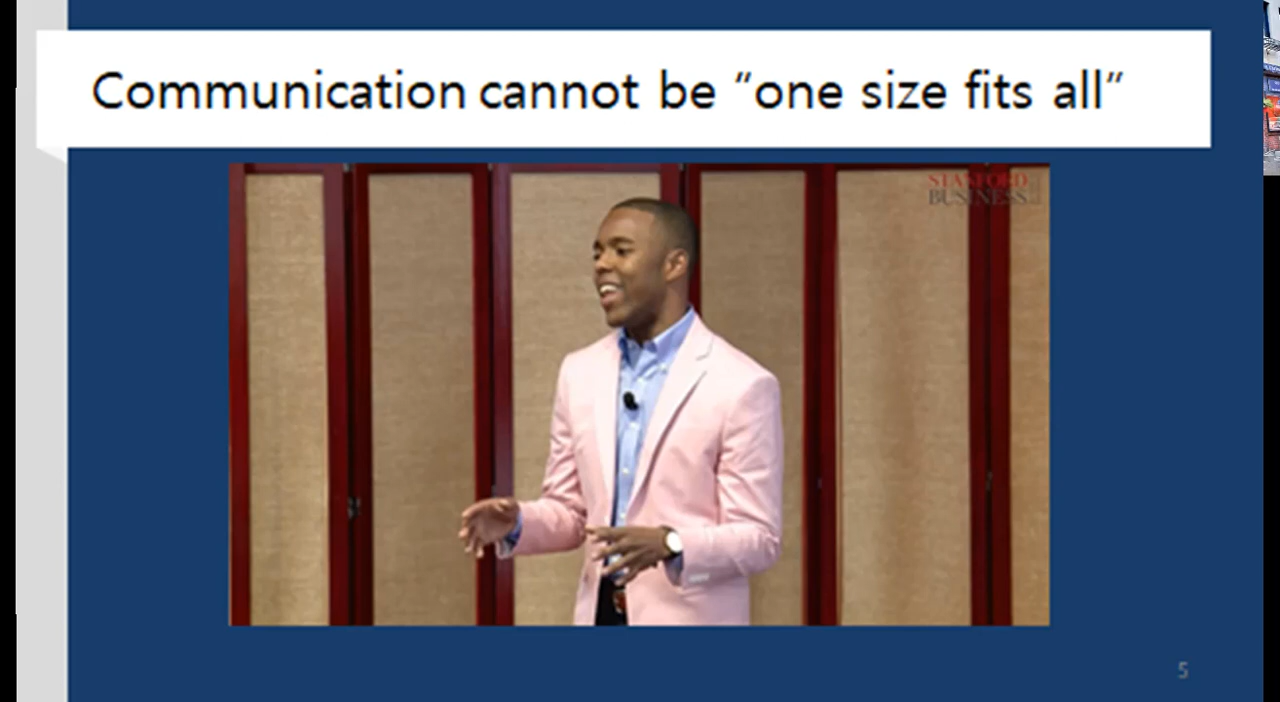 Communication cannot be “one size fits all”
STANFORD
BUSINESS
5